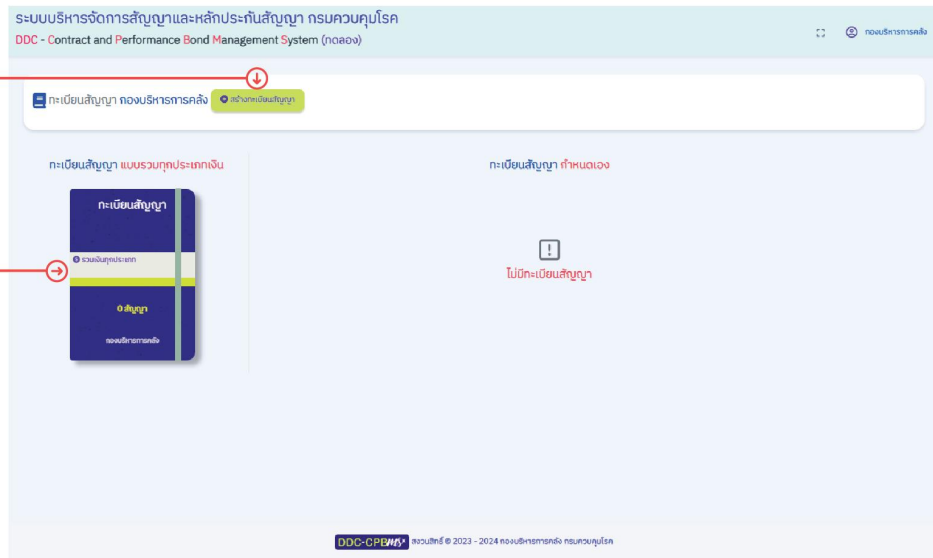 ระบบบริหารจัดการสัญญาและหลักประกันสัญญา กรมควบคุมโรค
DDC - Contract and Performance Bond Management System (ทดลอง)
กองบริหารการคลัง
ทะเบียนสัญญา กองบริหารการคลัง
สร้างทะเบียนสัญญา
ทะเบียนสัญญา แบบรวมทุกประเภทเงิน
ทะเบียนสัญญา กำหนดเอง
ทะเบียนสัญญา
รวมเงินทุกประเภท
0 สัญญา
กองบริหารการคลัง
ไม่มีทะเบียนสัญญา
DDC-CPB สงวนสิทธิ์ © 2023 - 2024 กองบริหารการคลัง กรมควบคุมโรค